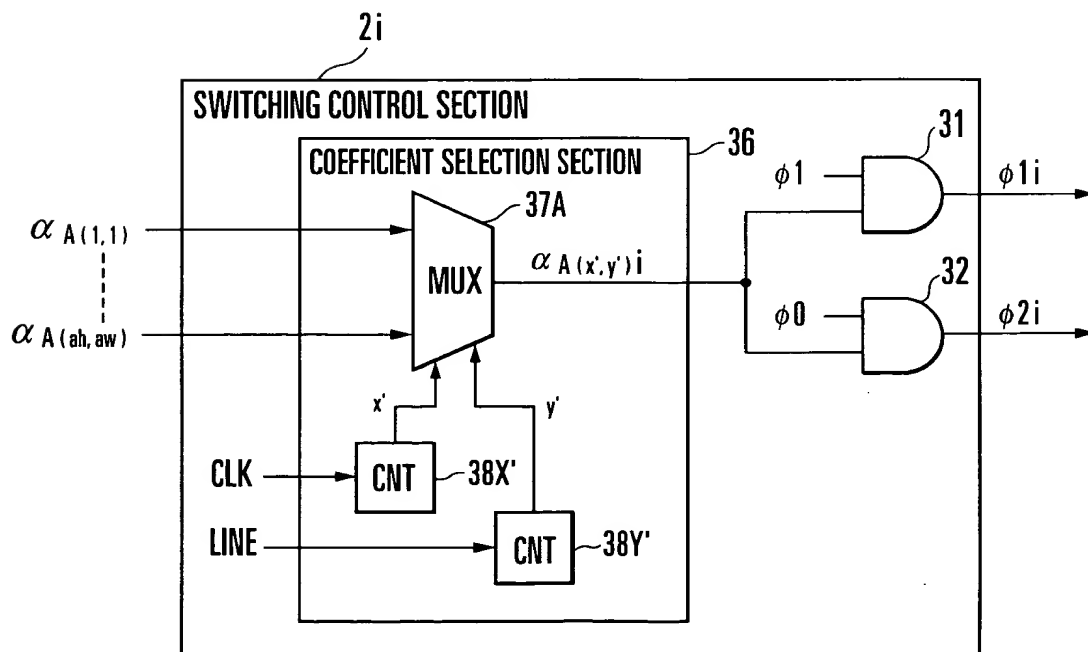 2i
SWITCHING CONTROL SECTION
COEFFICIENT SELECTION SECTION
36
31
37A
ϕ1
ϕ1i
α A(1,1)
MUX
α A(x',y')i
32
ϕ0
ϕ2i
α A(ah,aw)
x'
y'
CLK
CNT
38X'
LINE
CNT
38Y'